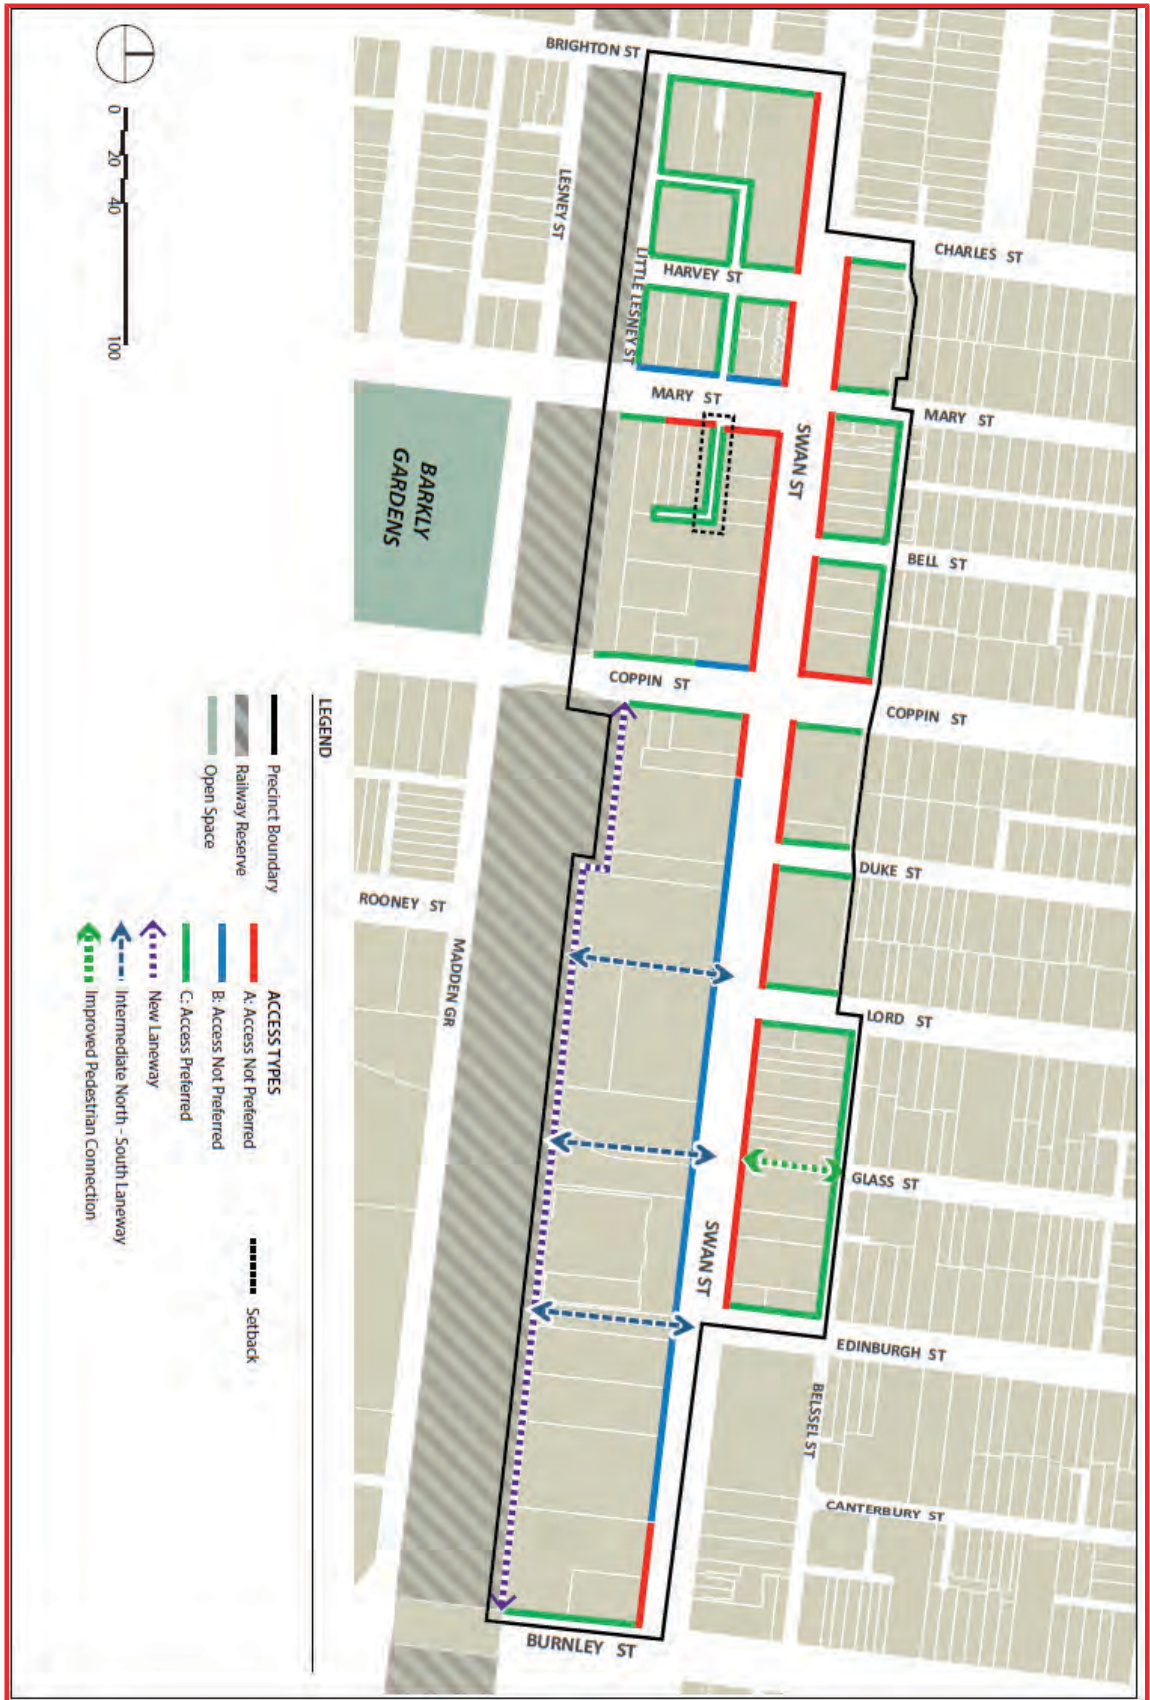 BRIGHTON ST
LESNEY ST
CHARLES ST
HARVEY ST
LITTLE LESNEY ST
MARY ST
MARY ST
SWAN ST
BARKLY
GARDENS
BELL ST
COPPIN ST
COPPIN ST
DUKE ST
ROONEY ST
MADDEN GR
LORD ST
GLASS ST
SWAN ST
EDINBURGH ST
BELSSEL ST
CANTERBURY ST
BURNLEY ST
0 20 40 100
LEGEND
Precinct Boundary
Railway Reserve
Open Space
ACCESS TYPES
A: Access Not Preferred
B: Access Not Preferred
C: Access Preferred
New Laneway
Intermediate North - South Laneway
Improved Pedestrian Connection
Setback